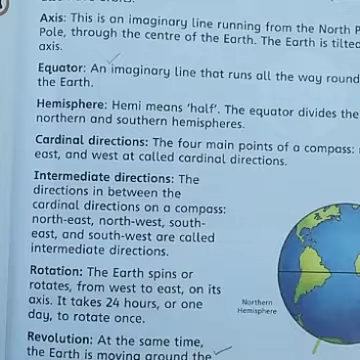 Axis: This is an imaginary line running from the North
Pole, through the centre of the Earth. The Earth is tilted
axis.
Equator: An imaginary line that runs all the way round
the Earth.
Hemisphere: Hemi means 'half'. The equator divides the
northern and southern hemispheres.
Cardinal directions: The four main points of a compass:
east, and west at called cardinal directions.
Intermediate directions: The
directions in between the
cardinal directions on a compass:
north-east, north-west, south-
east, and south-west are called
intermediate directions.
Rotation: The Earth spins or
rotates, from west to east, on its
axis. It takes 24 hours, or one
day, to rotate once.
Northern
Hemisphere
Revolution: At the same time,
the Earth is moving around the